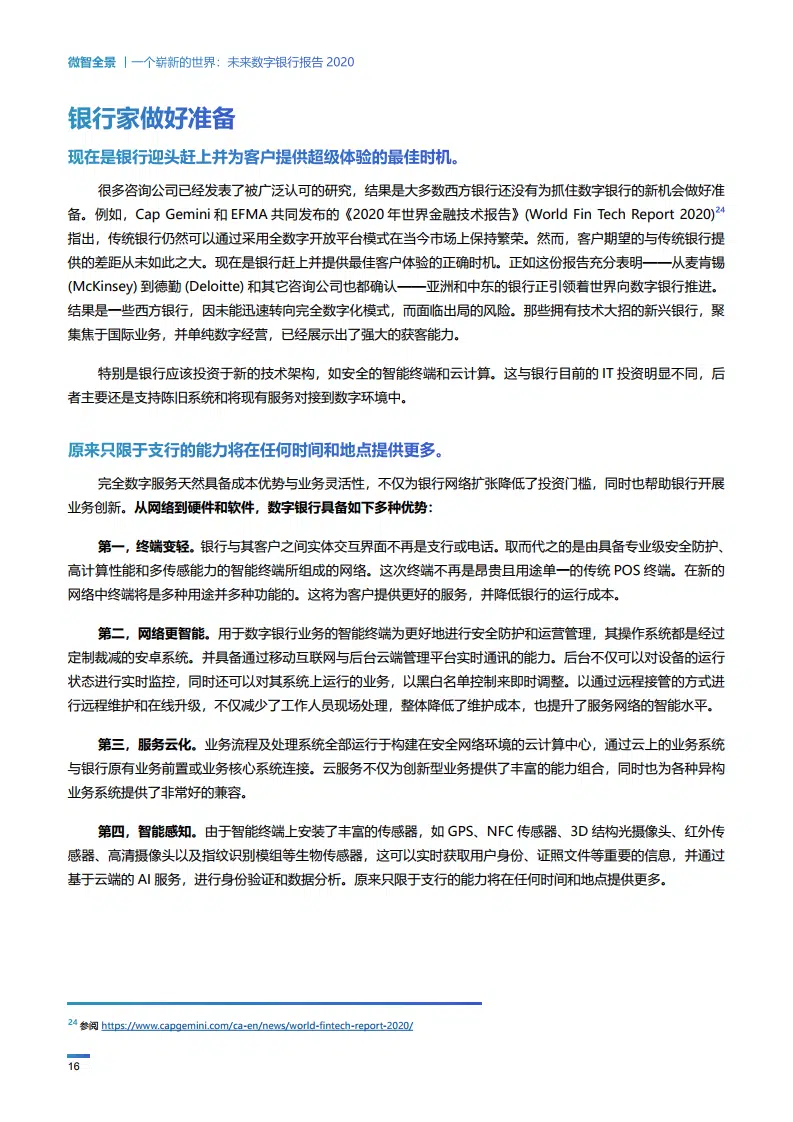 微智全景 | 一个崭新的世界：未来数字银行报告 2020
银行家做好准备
现在是银行迎头赶上并为客户提供超级体验的最佳时机。
很多咨询公司已经发表了被广泛认可的研究，结果是大多数西方银行还没有为抓住数字银行的新机会做好准
备。例如，Cap Gemini 和 EFMA 共同发布的《2020 年世界金融技术报告》(World Fin Tech Report 2020)24
指出，传统银行仍然可以通过采用全数字开放平台模式在当今市场上保持繁荣。然而，客户期望的与传统银行提
供的差距从未如此之大。现在是银行赶上并提供最佳客户体验的正确时机。正如这份报告充分表明——从麦肯锡
(McKinsey) 到德勤 (Deloitte) 和其它咨询公司也都确认——亚洲和中东的银行正引领着世界向数字银行推进。
结果是一些西方银行，因未能迅速转向完全数字化模式，而面临出局的风险。那些拥有技术大招的新兴银行，聚
集焦于国际业务，并单纯数字经营，已经展示出了强大的获客能力。
特别是银行应该投资于新的技术架构，如安全的智能终端和云计算。这与银行目前的 IT 投资明显不同，后
者主要还是支持陈旧系统和将现有服务对接到数字环境中。
原来只限于支行的能力将在任何时间和地点提供更多。
完全数字服务天然具备成本优势与业务灵活性，不仅为银行网络扩张降低了投资门槛，同时也帮助银行开展
业务创新。从网络到硬件和软件，数字银行具备如下多种优势：
第一，终端变轻。银行与其客户之间实体交互界面不再是支行或电话。取而代之的是由具备专业级安全防护、
高计算性能和多传感能力的智能终端所组成的网络。这次终端不再是昂贵且用途单一的传统 POS 终端。在新的
网络中终端将是多种用途并多种功能的。这将为客户提供更好的服务，并降低银行的运行成本。
第二，网络更智能。用于数字银行业务的智能终端为更好地进行安全防护和运营管理，其操作系统都是经过
定制裁减的安卓系统。并具备通过移动互联网与后台云端管理平台实时通讯的能力。后台不仅可以对设备的运行
状态进行实时监控，同时还可以对其系统上运行的业务，以黑白名单控制来即时调整。以通过远程接管的方式进
行远程维护和在线升级，不仅减少了工作人员现场处理，整体降低了维护成本，也提升了服务网络的智能水平。
第三，服务云化。业务流程及处理系统全部运行于构建在安全网络环境的云计算中心，通过云上的业务系统
与银行原有业务前置或业务核心系统连接。云服务不仅为创新型业务提供了丰富的能力组合，同时也为各种异构
业务系统提供了非常好的兼容。
第四，智能感知。由于智能终端上安装了丰富的传感器，如 GPS、NFC 传感器、3D 结构光摄像头、红外传
感器、高清摄像头以及指纹识别模组等生物传感器，这可以实时获取用户身份、证照文件等重要的信息，并通过
基于云端的 AI 服务，进行身份验证和数据分析。原来只限于支行的能力将在任何时间和地点提供更多。
24 参阅 https://www.capgemini.com/ca-en/news/world-fintech-report-2020/
16